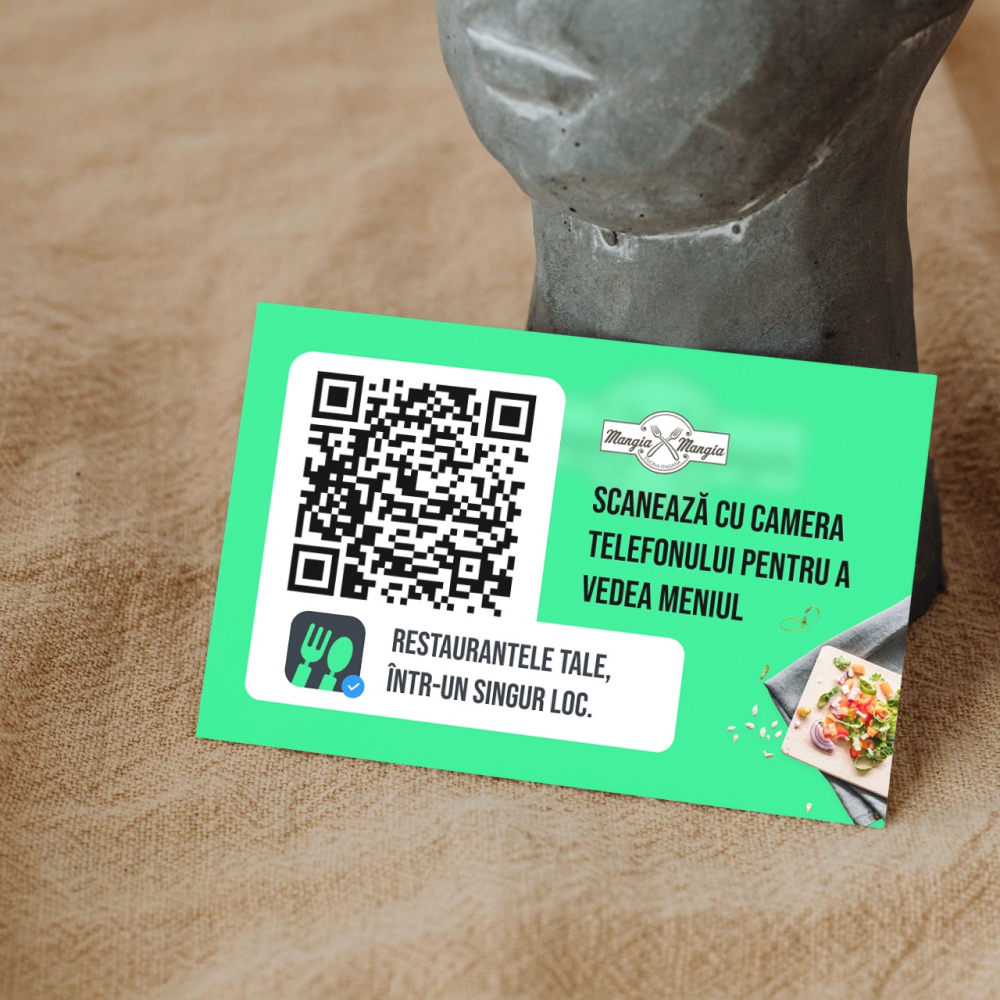 Mangia Mangia
SCANEAZĂ CU CAMERA
TELEFONULUI PENTRU A
VEDEA MENIUL
RESTAURANTELE TALE,
ÎNTR-UN SINGUR LOC.